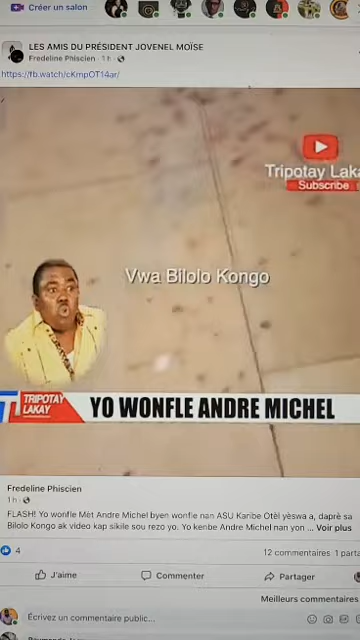 Créer un salon
LES AMIS DU PRÉSIDENT JOVENEL MOÏSE
Fredeline Phiscien · 1 h ·
https://fb.watch/cKmpOT14ar/
Tripotay Laka
Subscribe
Vwa Bilolo Kongo
TRIPOTAY
LAKAY
YO WONFLE ANDRE MICHEL
Fredeline Phiscien
1 h ·
FLASH! Yo wonfle Mèt Andre Michel byen wonfle nan ASU Karibe Otèl yèswa a, daprè sa
Bilolo Kongo ak video kap sikile sou rezo yo. Yo kenbe Andre Michel nan yon ... Voir plus
4
12 commentaires 1 parta
J'aime
Commenter
Partager
Meilleurs commentaires
Écrivez un commentaire public...